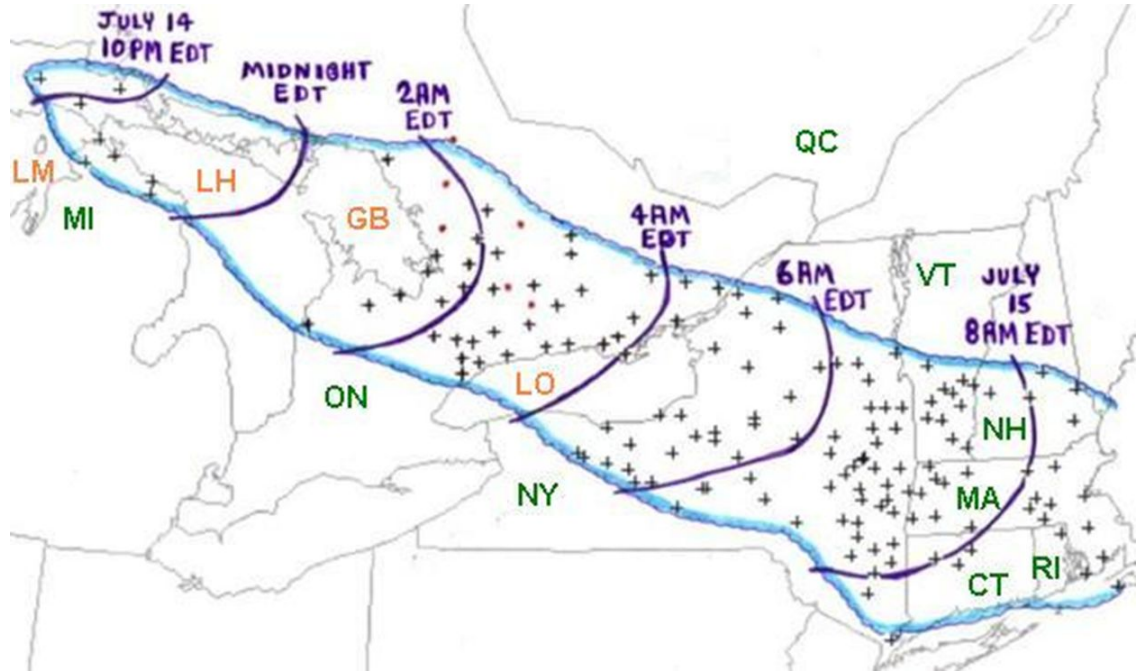 JULY 14
10PM EDT
MIDNIGHT
EDT
2AM
EDT
QC
LM
LH
MI
GB
4AM
EDT
6AM
EDT
VT
JULY
15
8AM EDT
ON
LO
NH
NY
MA
CT
RI